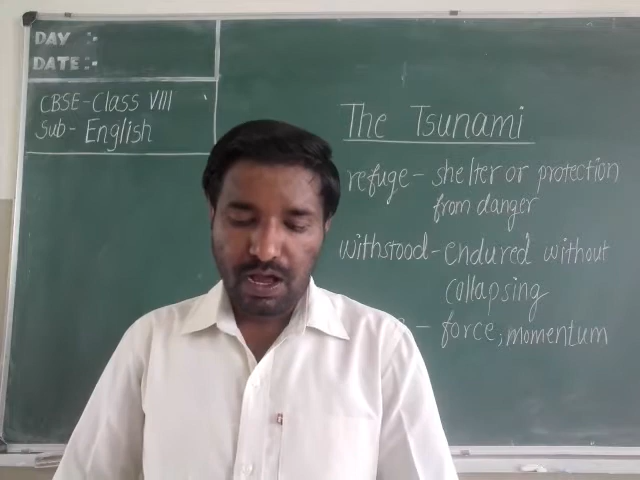 DAY :-
DATE :-
CBSE-Class VIII
Sub- English
The Tsunami
refuge - shelter or protection
from danger
withstood - endured without
collapsing
- force, momentum